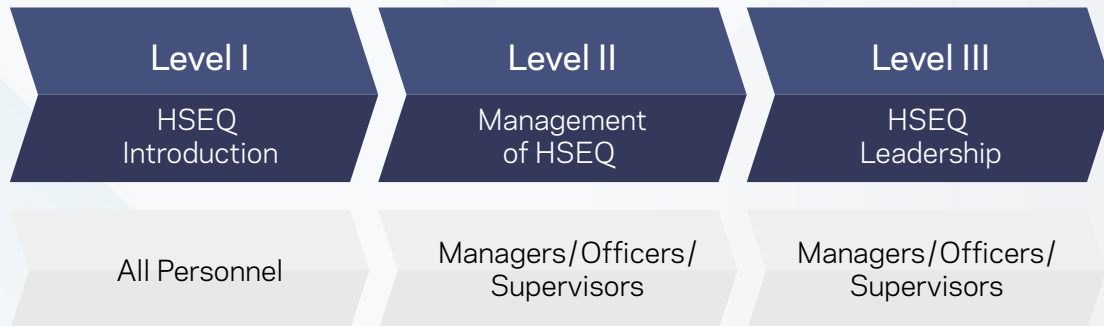 Level I
HSEQ
Introduction
Level II
Management
of HSEQ
Level III
HSEQ
Leadership
All Personnel
Managers/Officers/
Supervisors
Managers/Officers/
Supervisors